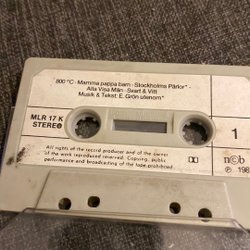 800 °C · Mamma pappa barn · Stockholms Pärlor* ·
Alla Visa Män · Svart & Vitt
Musik & Tekst: E. Grön utenom*
MLR 17 K
STEREO
1
All rights of the record producer and of the owner
of the work reproduced reserved. Copying, public
performance and broadcasting of the tape prohibited.
n©b
℗ 198